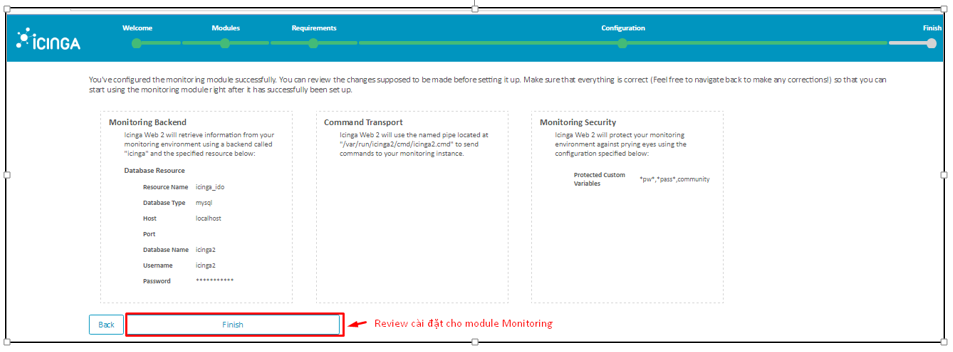 ICINGA
Welcome
Modules
Requirements
Configuration
Finish
You've configured the monitoring module successfully. You can review the changes supposed to be made before setting it up. Make sure that everything is correct (Feel free to navigate back to make any corrections!) so that you can
start using the monitoring module right after it has successfully been set up.
Monitoring Backend
Icinga Web 2 will retrieve information from your
monitoring environment using a backend called
"icinga" and the specified resource below:
Database Resource
Resource Name icinga_ido
Database Type mysql
Host localhost
Port
Database Name icinga2
Username icinga2
Password ***********
Command Transport
Icinga Web 2 will use the named pipe located at
"/var/run/icinga2/cmd/icinga2.cmd" to send
commands to your monitoring instance.
Monitoring Security
Icinga Web 2 will protect your monitoring
environment against prying eyes using the
configuration specified below:
Protected Custom
Variables
*pw*,*pass*,community
Back
Finish
Review cài đặt cho module Monitoring